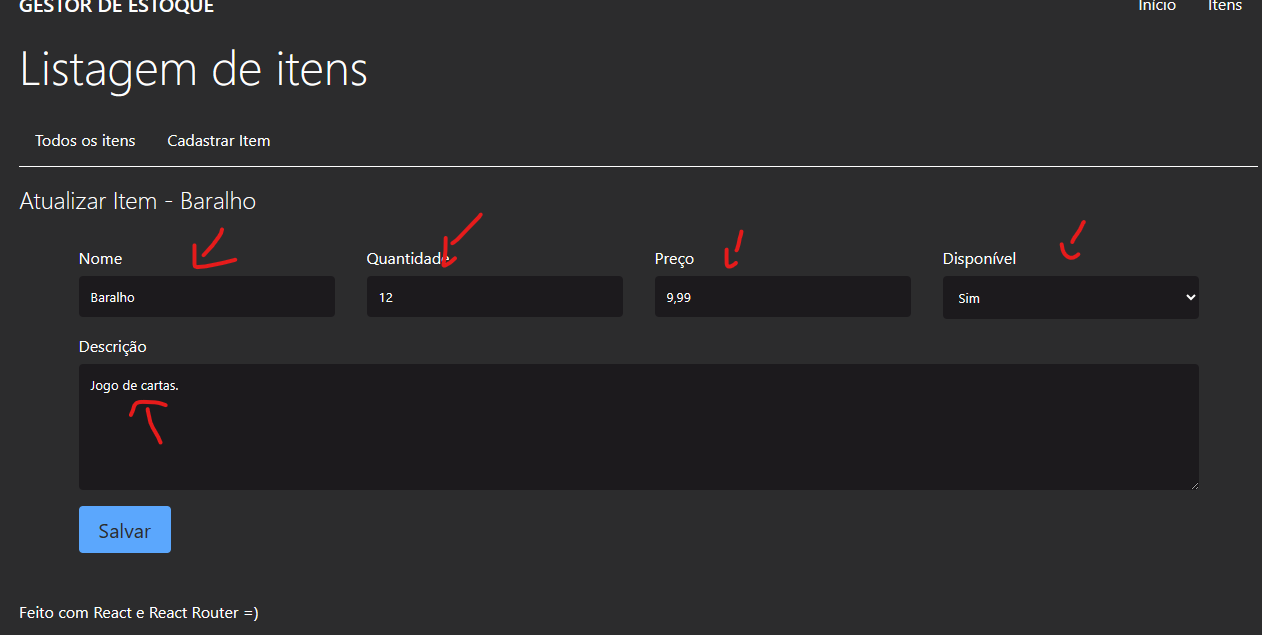 GESTOR DE ESTOQUE Início Itens
Listagem de itens
Todos os itens Cadastrar Item
Atualizar Item - Baralho
Nome Quantidade Preço Disponível
Baralho 12 9,99 Sim
Descrição
Jogo de cartas.
Salvar
Feito com React e React Router =)